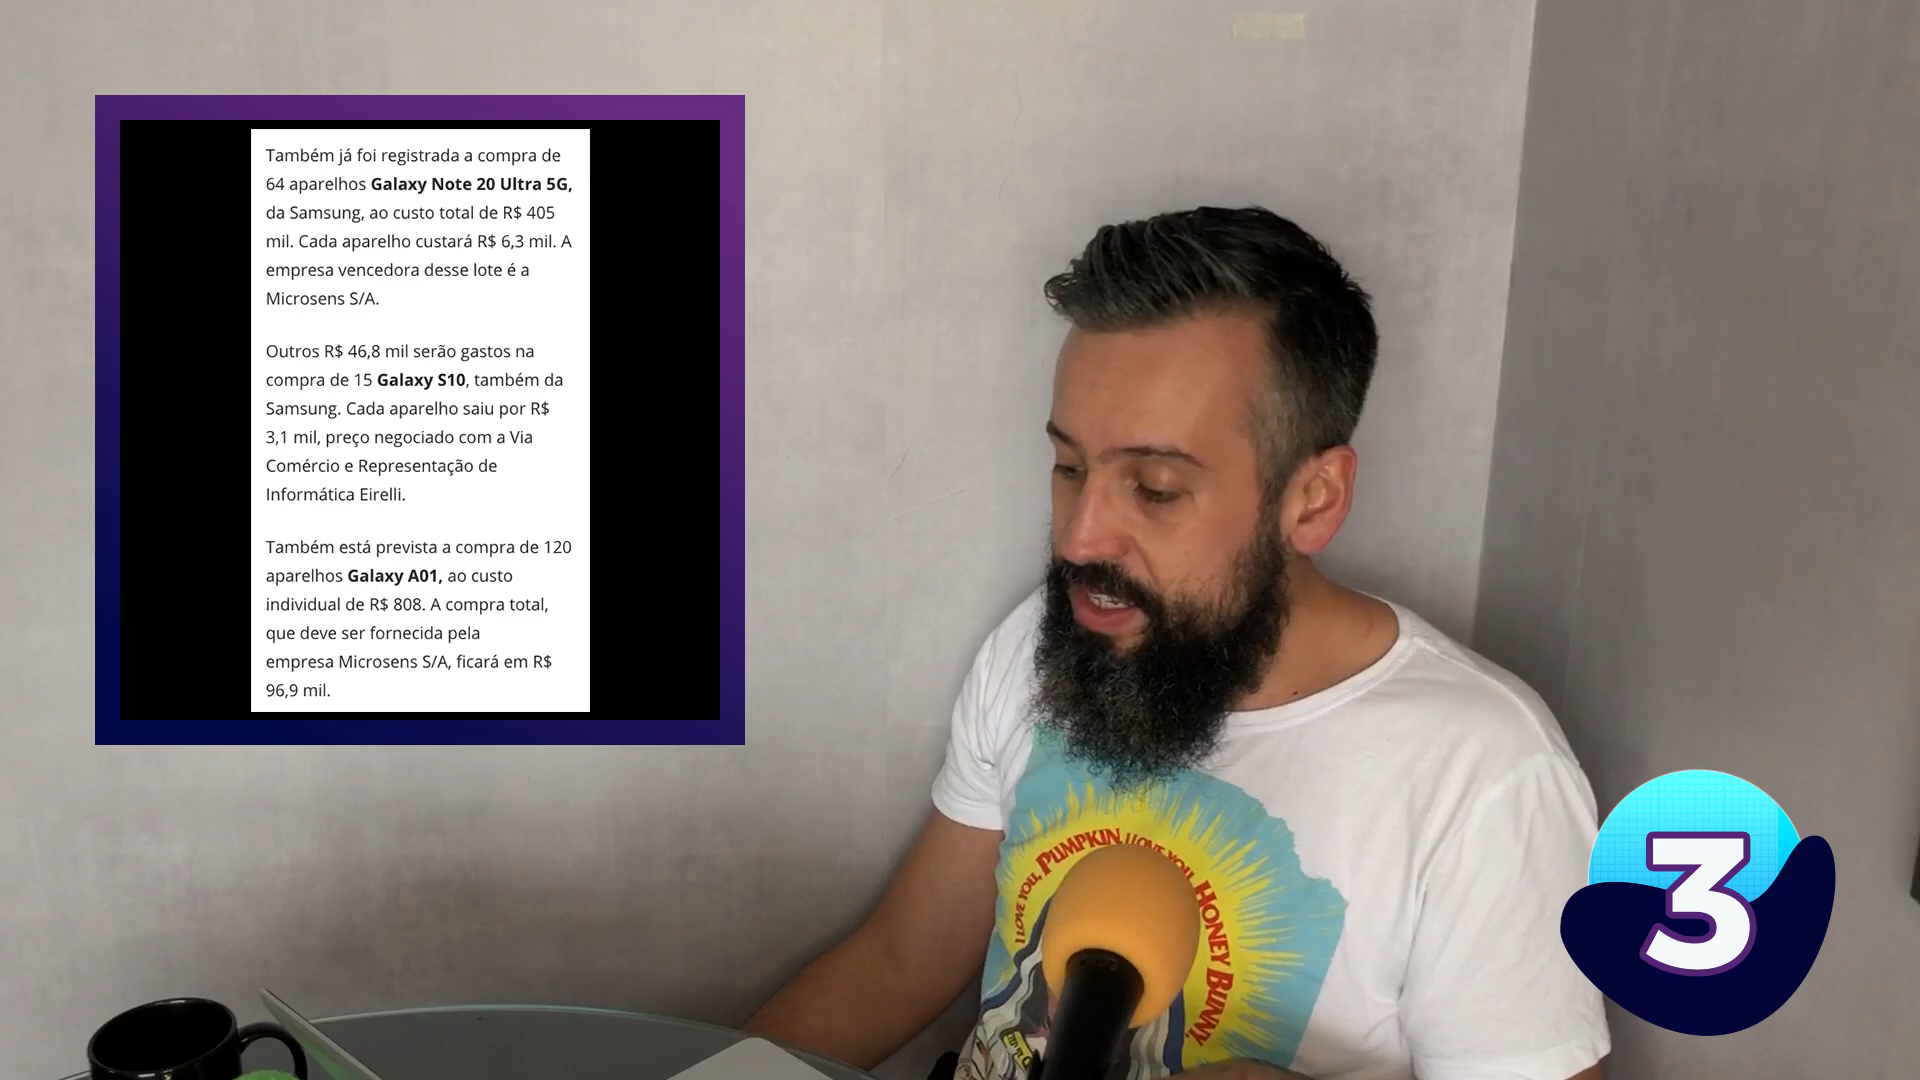 Também já foi registrada a compra de
64 aparelhos Galaxy Note 20 Ultra 5G,
da Samsung, ao custo total de R$ 405
mil. Cada aparelho custará R$ 6,3 mil. A
empresa vencedora desse lote é a
Microsens S/A.
Outros R$ 46,8 mil serão gastos na
compra de 15 Galaxy S10, também da
Samsung. Cada aparelho saiu por R$
3,1 mil, preço negociado com a Via
Comércio e Representação de
Informática Eirelli.
Também está prevista a compra de 120
aparelhos Galaxy A01, ao custo
individual de R$ 808. A compra total,
que deve ser fornecida pela
empresa Microsens S/A, ficará em R$
96,9 mil.
I LOVE YOU, PUMPKIN. I LOVE YOU, HONEY BUNNY.
3